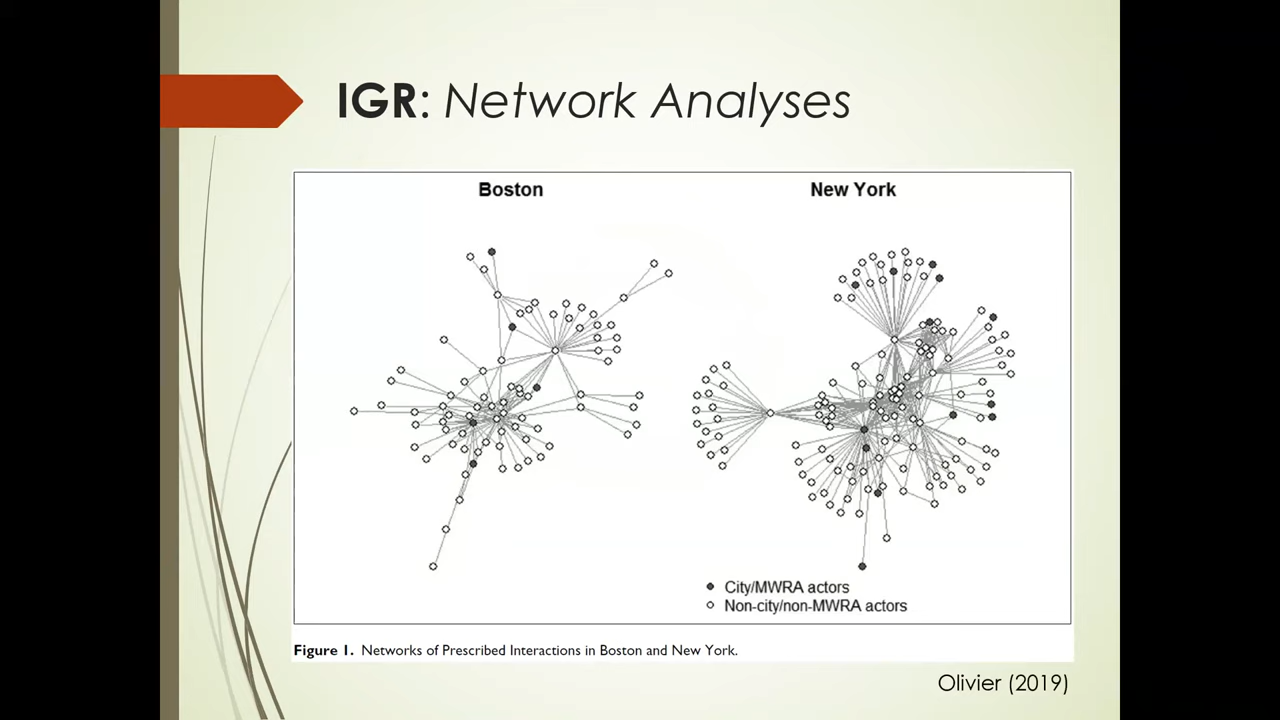 IGR: Network Analyses
Boston
New York
City/MWRA actors
Non-city/non-MWRA actors
Figure 1. Networks of Prescribed Interactions in Boston and New York.
Olivier (2019)